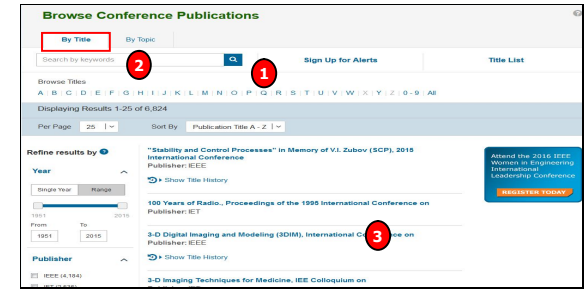 Browse Conference Publications
By Title
By Topic
Search by keywords
2
1
Sign Up for Alerts
Title List
Browse Titles
A | B | C | D | E | F | G | H | I | J | K | L | M | N | O | P | Q | R | S | T | U | V | W | X | Y | Z | 0-9 | All
Displaying Results 1-25 of 6,824
Per Page 25
Sort By Publication Title A - Z
Refine results by
Year
Single Year Range
1951 2015
From To
1951 2015
Publisher
IEEE (4,184)
"Stability and Control Processes" in Memory of V.I. Zubov (SCP), 2015
International Conference
Publisher: IEEE
Show Title History
100 Years of Radio., Proceedings of the 1995 International Conference on
Publisher: IET
3-D Digital Imaging and Modeling (3DIM), International on
3
Publisher: IEEE
Show Title History
3-D Imaging Techniques for Medicine, IEE Colloquium on
Attend the 2016 IEEE
Women in Engineering
International
Leadership Conference
REGISTER TODAY